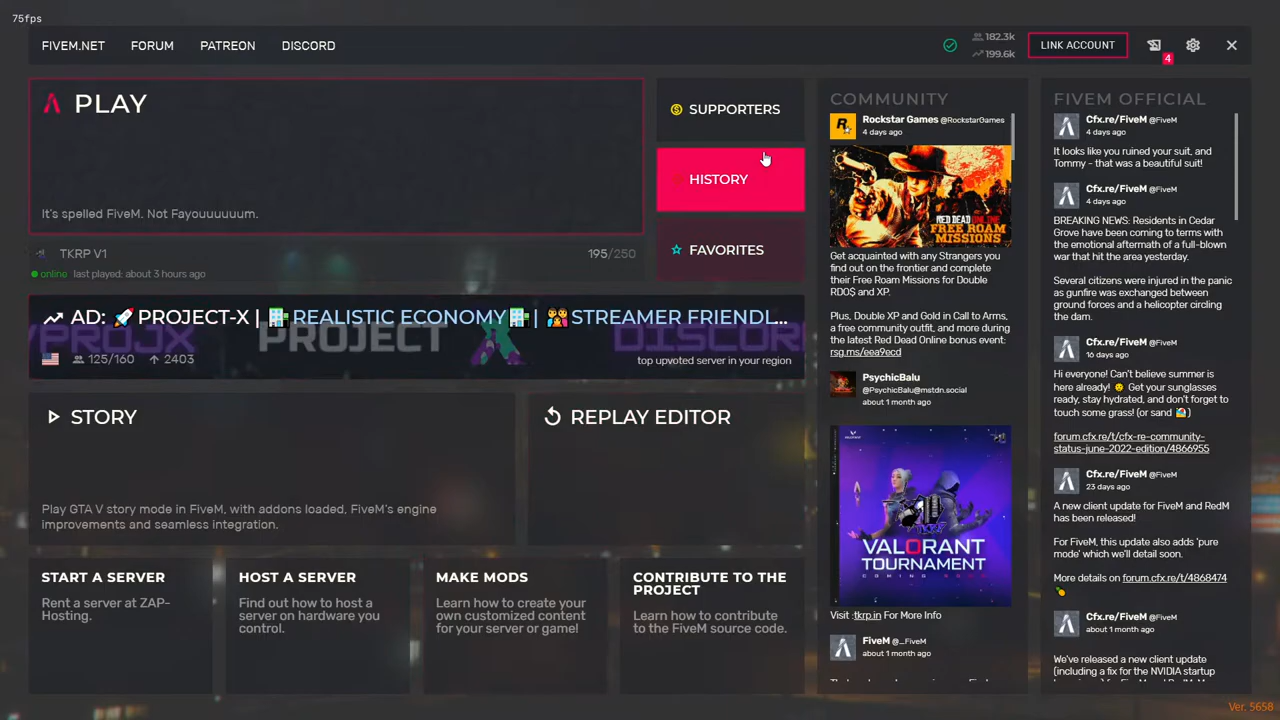 75fps
FIVEM.NET FORUM PATREON DISCORD
182.3k
199.6k
LINK ACCOUNT
4
PLAY
It's spelled FiveM. Not Fayouuuuuum.
TKRP V1
195/250
online last played: about 3 hours ago
SUPPORTERS
HISTORY
FAVORITES
AD: 🚀PROJECT-X | 🏢REALISTIC ECONOMY🏢| 👪STREAMER FRIENDL...
PROJECT X
125/160 2403
top upvoted server in your region
STORY
Play GTA V story mode in FiveM, with addons loaded, FiveM's engine
improvements and seamless integration.
REPLAY EDITOR
START A SERVER
Rent a server at ZAP-
Hosting.
HOST A SERVER
Find out how to host a
server on hardware you
control.
MAKE MODS
Learn how to create your
own customized content
for your server or game!
CONTRIBUTE TO THE
PROJECT
Learn how to contribute
to the FiveM source code.
COMMUNITY
Rockstar Games @RockstarGames
4 days ago
RED DEAD ONLINE
FREE ROAM
MISSIONS
Get acquainted with any Strangers you
find out on the frontier and complete
their Free Roam Missions for Double
RDO$ and XP.
Plus, Double XP and Gold in Call to Arms,
a free community outfit, and more during
the latest Red Dead Online bonus event:
rsg.ms/eea9ecd
PsychicBalu
@PsychicBalu@mstdn.social
about 1 month ago
VALORANT
TOURNAMENT
COMING SOON
Visit :tkrp.in For More Info
FiveM @_FiveM
about 1 month ago
FIVEM OFFICIAL
Cfx.re/FiveM @FiveM
4 days ago
It looks like you ruined your suit, and
Tommy - that was a beautiful suit!
Cfx.re/FiveM @FiveM
4 days ago
BREAKING NEWS: Residents in Cedar
Grove have been coming to terms with
the emotional aftermath of a full-blown
war that hit the area yesterday.
Several citizens were injured in the panic
as gunfire was exchanged between
ground forces and a helicopter circling
the dam.
Cfx.re/FiveM @FiveM
16 days ago
Hi everyone! Can't believe summer is
here already! 🌞 Get your sunglasses
ready, stay hydrated, and don't forget to
touch some grass! (or sand 🏖)
forum.cfx.re/t/cfx-re-community-
status-june-2022-edition/4866955
Cfx.re/FiveM @FiveM
23 days ago
A new client update for FiveM and RedM
has been released!
For FiveM, this update also adds 'pure
mode' which we'll detail soon.
More details on forum.cfx.re/t/4868474
Cfx.re/FiveM @FiveM
about 1 month ago
We've released a new client update
(including a fix for the NVIDIA startup
Ver. 5658